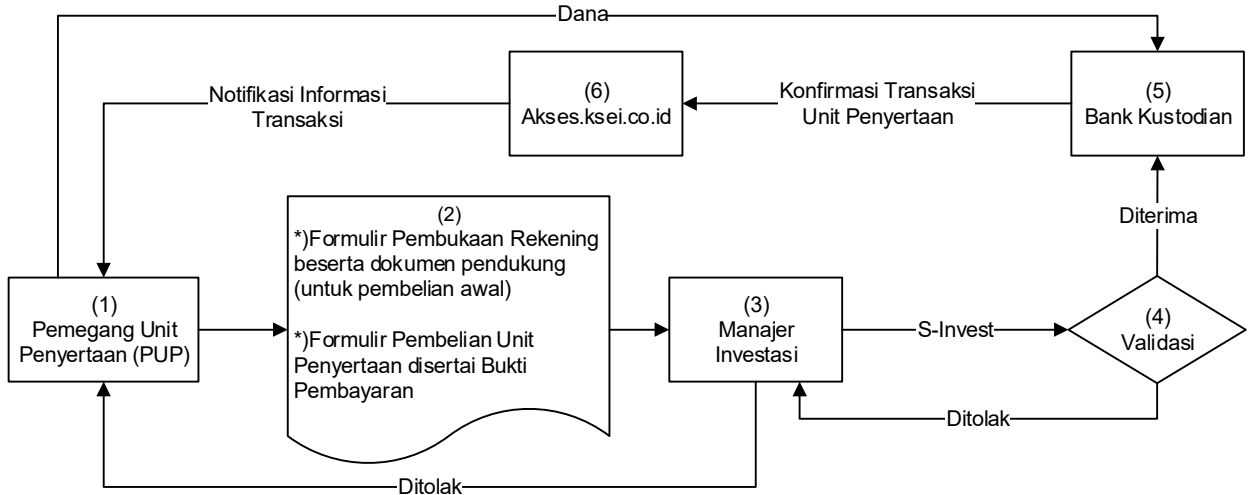 Dana
Notifikasi Informasi
Transaksi
(6)
Akses.ksei.co.id
Konfirmasi Transaksi
Unit Penyertaan
(5)
Bank Kustodian
Diterima
(1)
Pemegang Unit
Penyertaan (PUP)
(2)
*)Formulir Pembukaan Rekening
beserta dokumen pendukung
(untuk pembelian awal)
*)Formulir Pembelian Unit
Penyertaan disertai Bukti
Pembayaran
(3)
Manajer
Investasi
S-Invest
(4)
Validasi
Ditolak
Ditolak